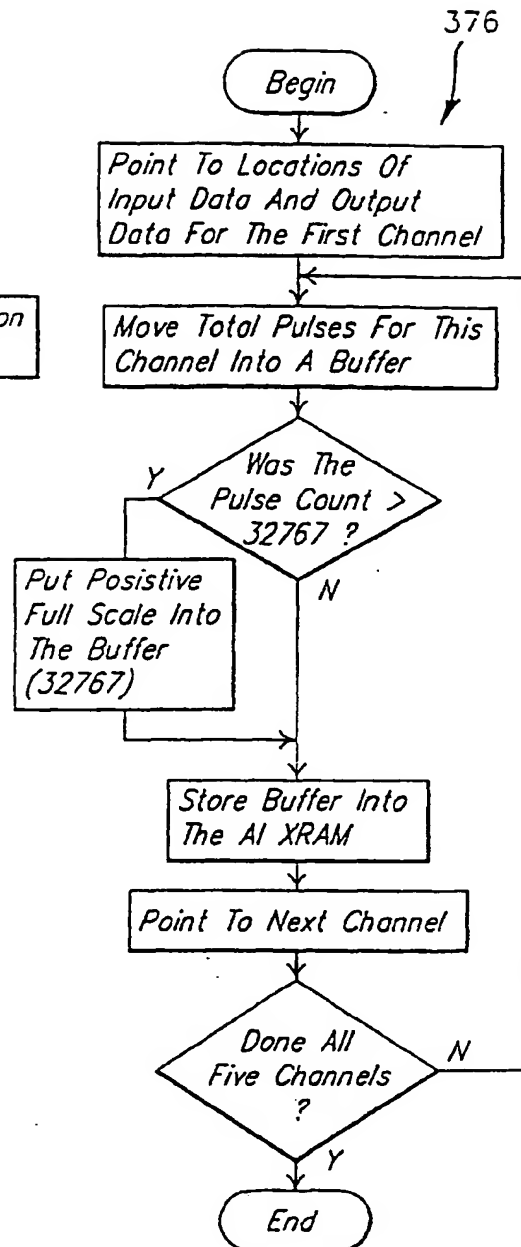 376
Begin
Point To Locations Of
Input Data And Output
Data For The First Channel
on
Move Total Pulses For This
Channel Into A Buffer
Was The
Pulse Count >
32767 ?
Y
N
Put Posistive
Full Scale Into
The Buffer
(32767)
Store Buffer Into
The AI XRAM
Point To Next Channel
Done All
Five Channels
?
N
Y
End